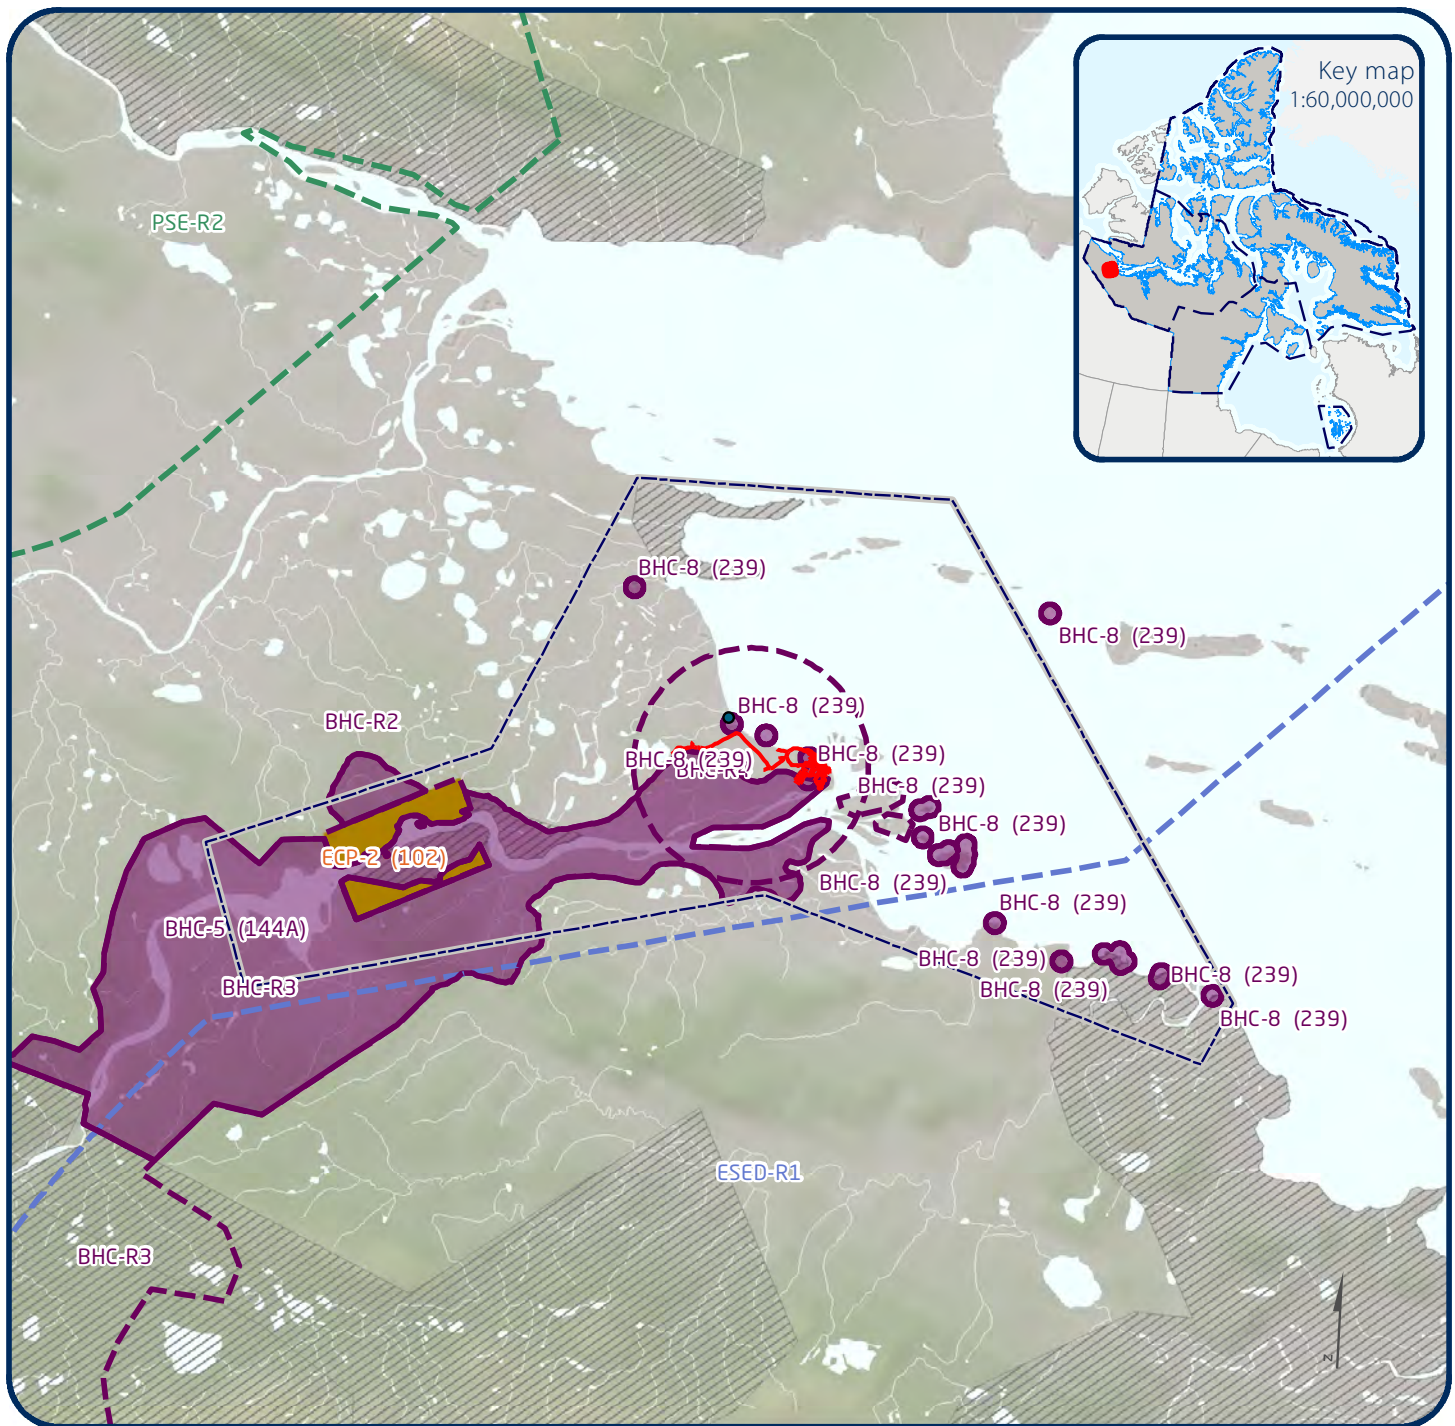 Key map
1:60,000,000
PSE-R2
BHC-8 (239)
BHC-8 (239)
BHC-8 (239)
BHC-R2
BHC-8 (239)
BHC-8 (239)
BHC-R4
BHC-8 (239)
BHC-8 (239)
ECP-2 (102)
BHC-8 (239)
BHC-8 (239)
BHC-5 (144A)
BHC-8 (239)
BHC-8 (239)
BHC-R3
BHC-8 (239)
BHC-8 (239)
ESED-R1
BHC-R3
N